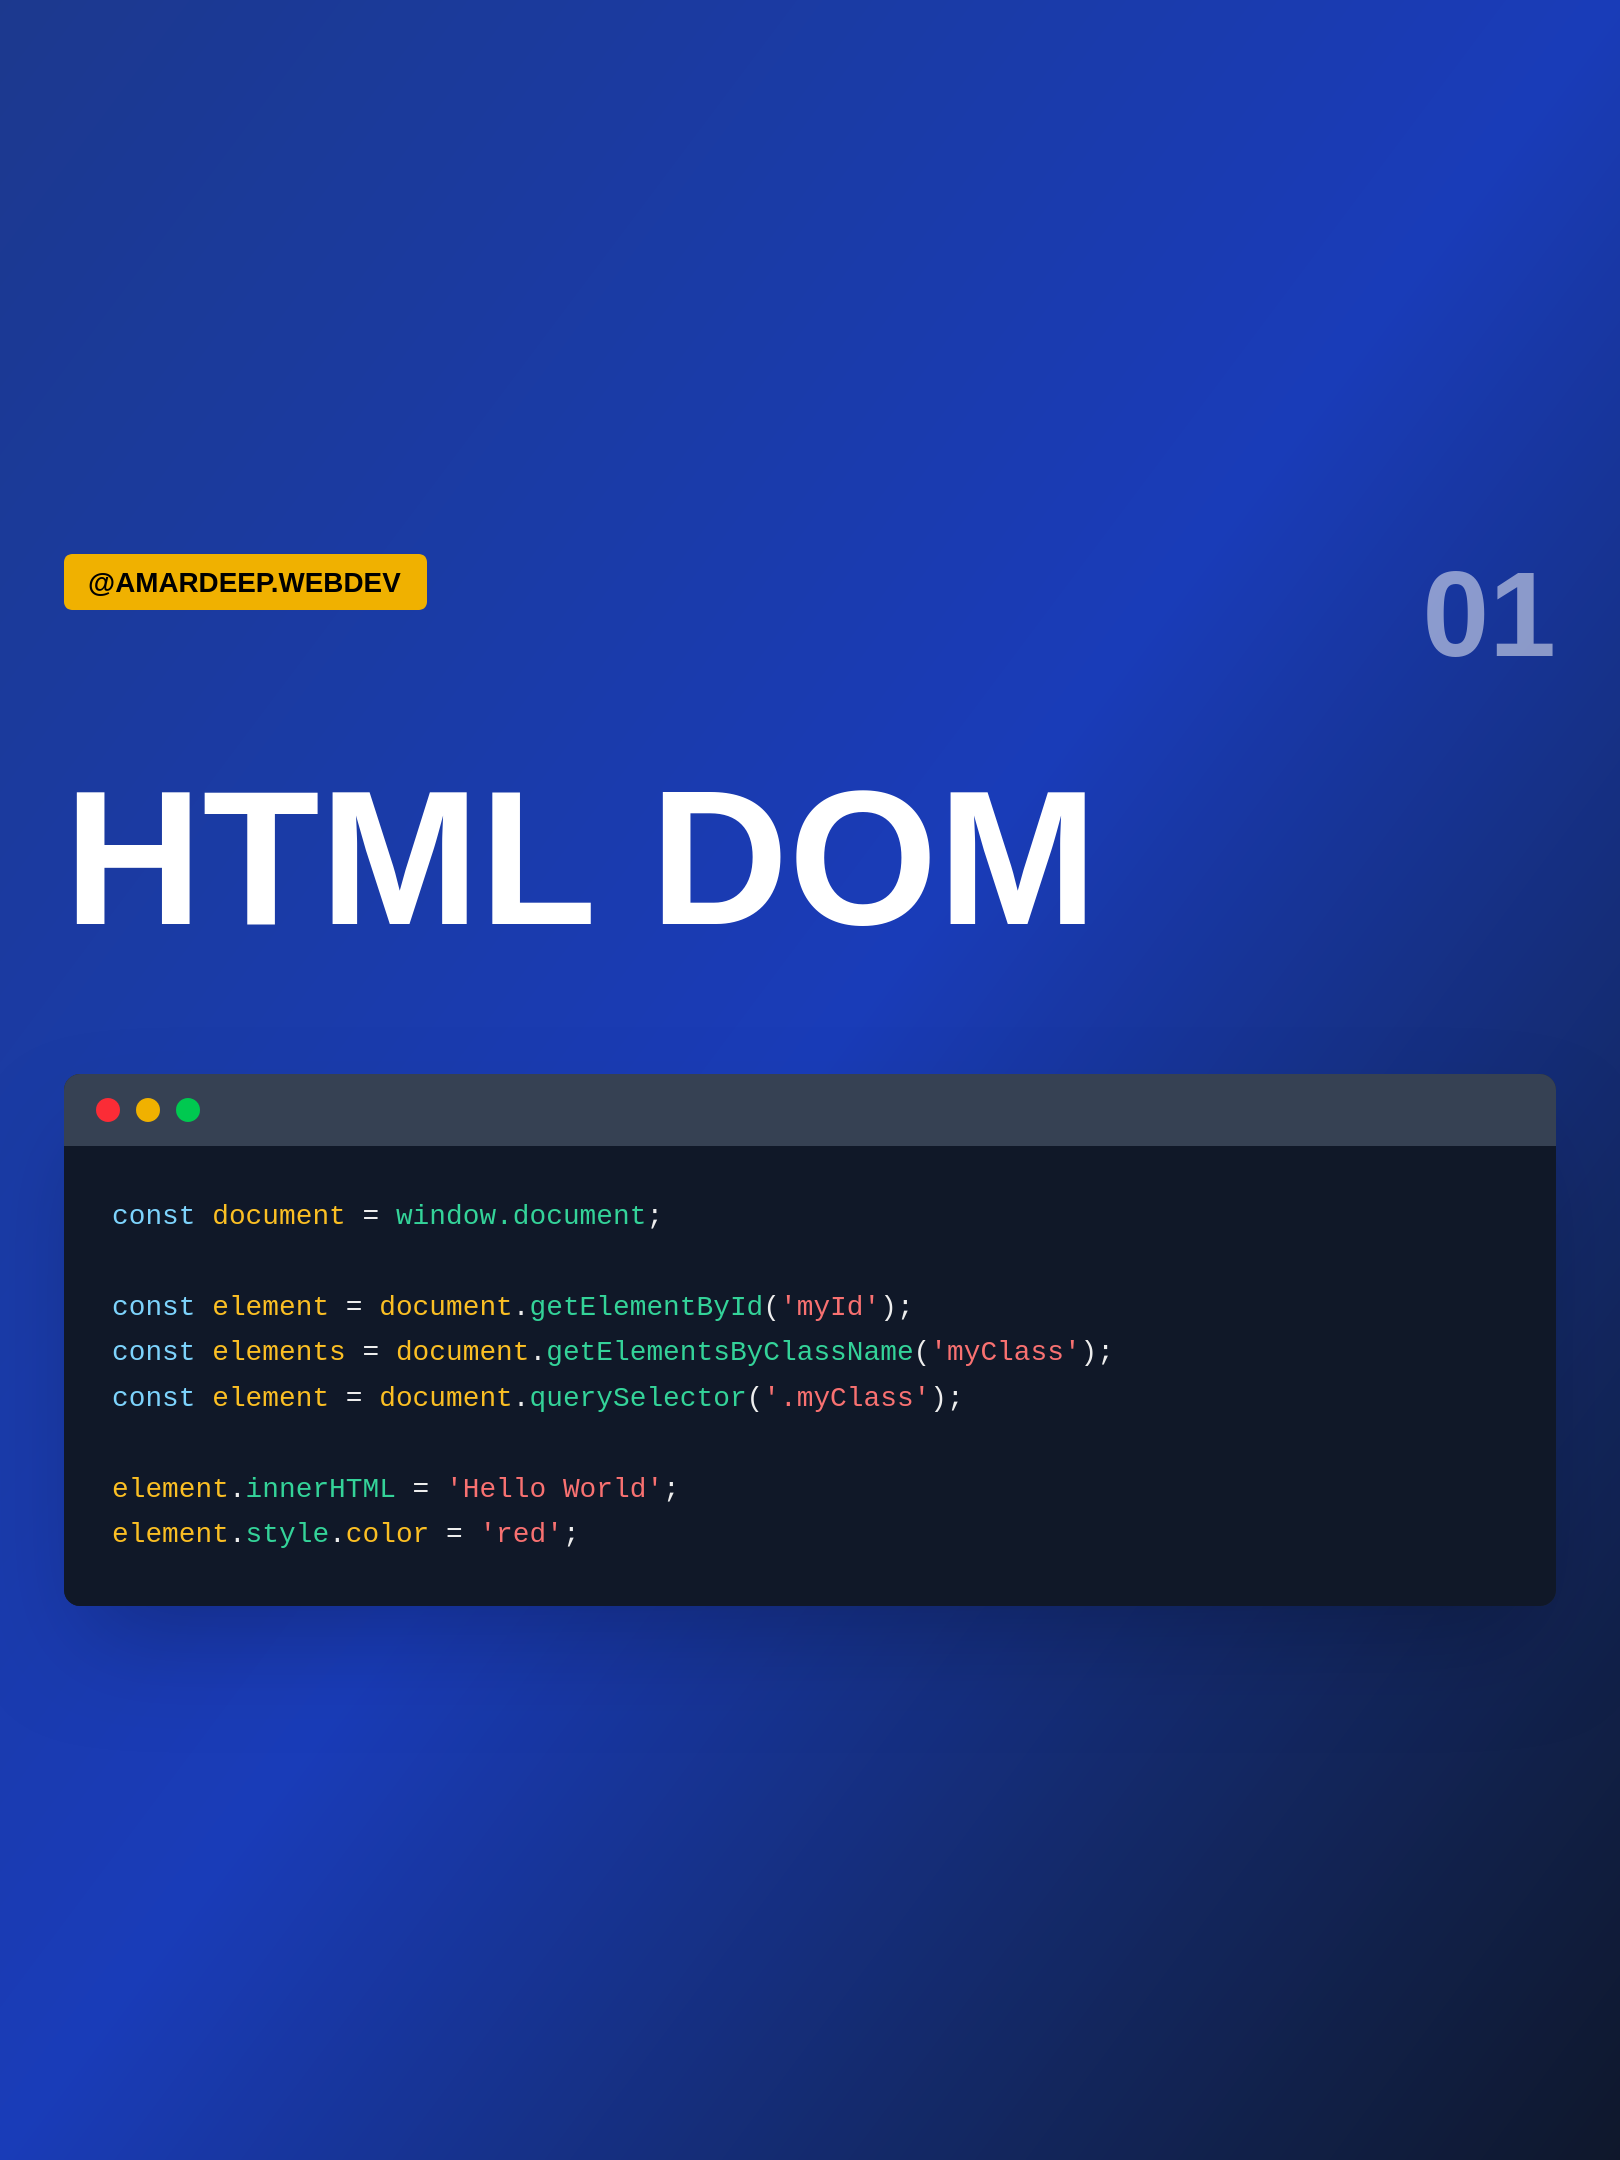 @AMARDEEP.WEBDEV
01
HTML DOM
const document = window.document;
const element = document.getElementById('myId');
const elements = document.getElementsByClassName('myClass');
const element = document.querySelector('.myClass');
element.innerHTML = 'Hello World';
element.style.color = 'red';